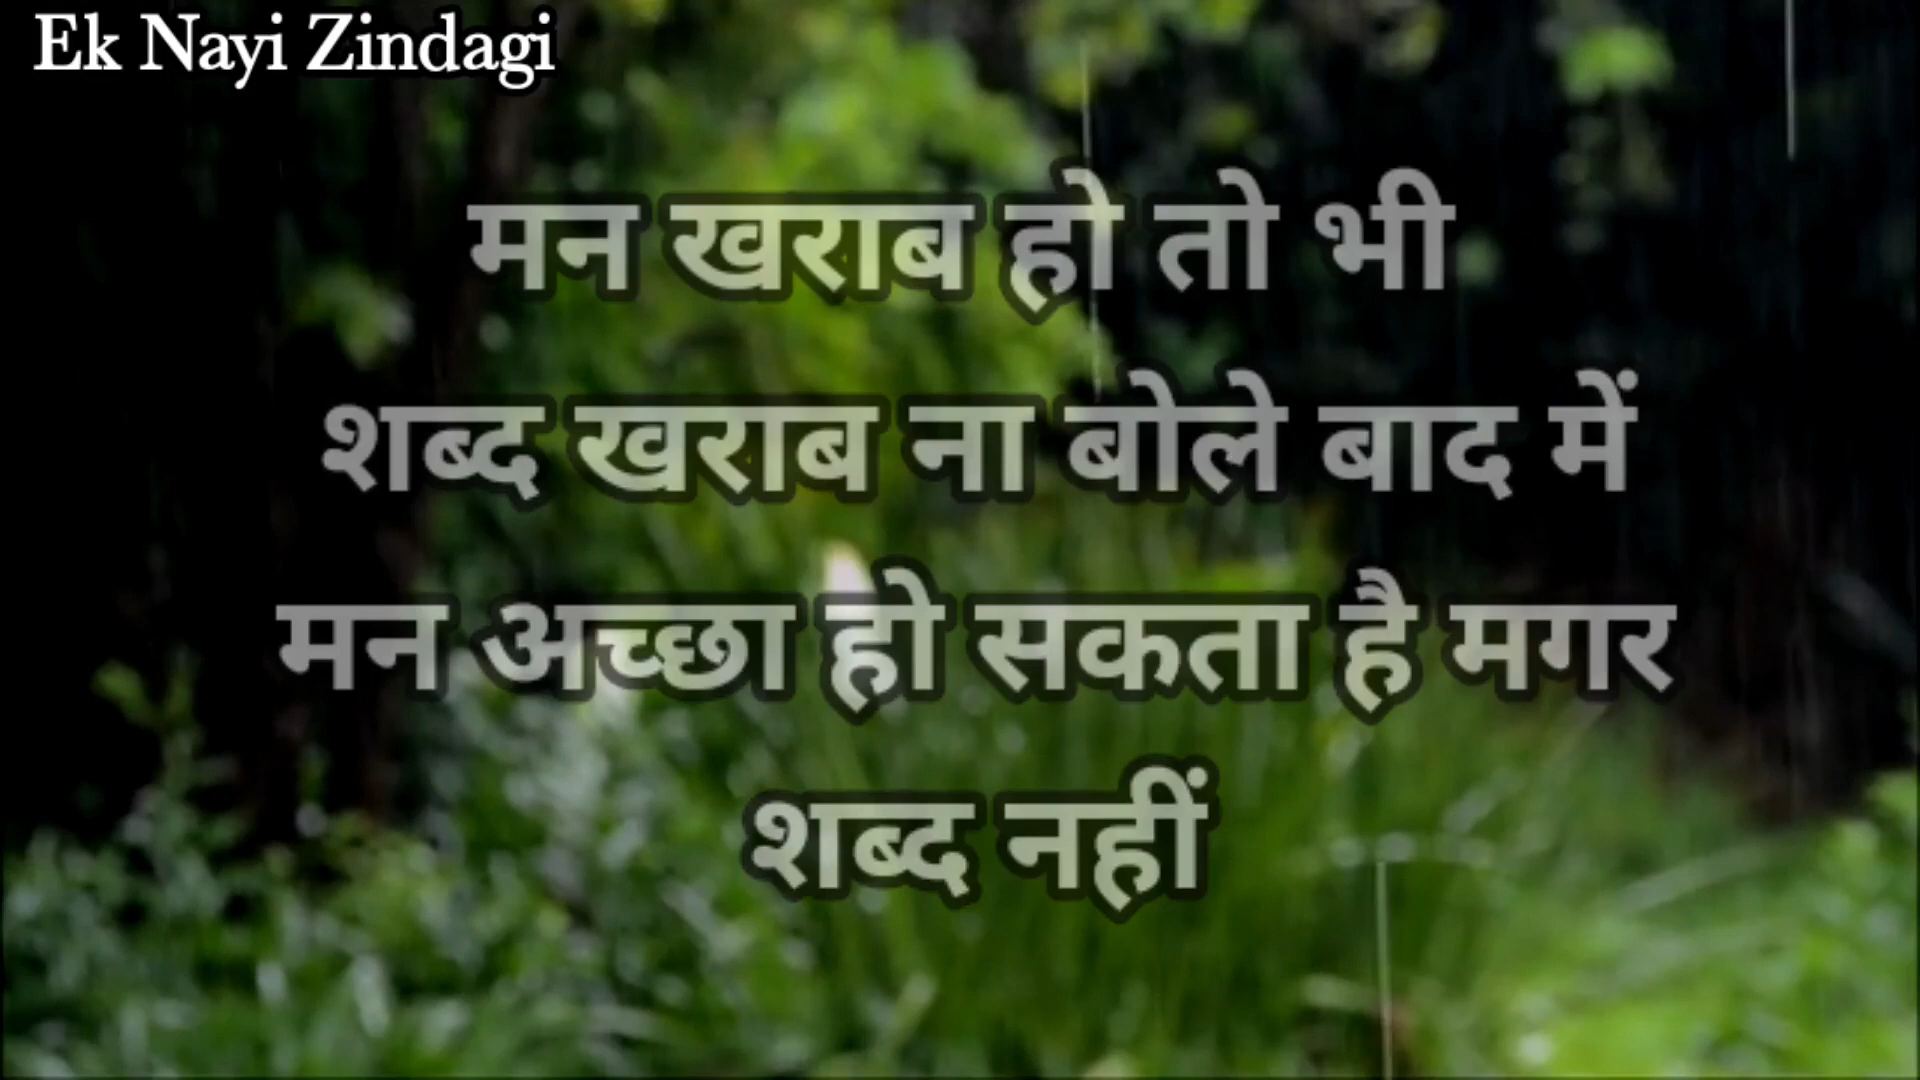 Ek Nayi Zindagi
मन खराब हो तो भी
शब्द खराब ना बोले बाद में
मन अच्छा हो सकता है मगर
शब्द नहीं